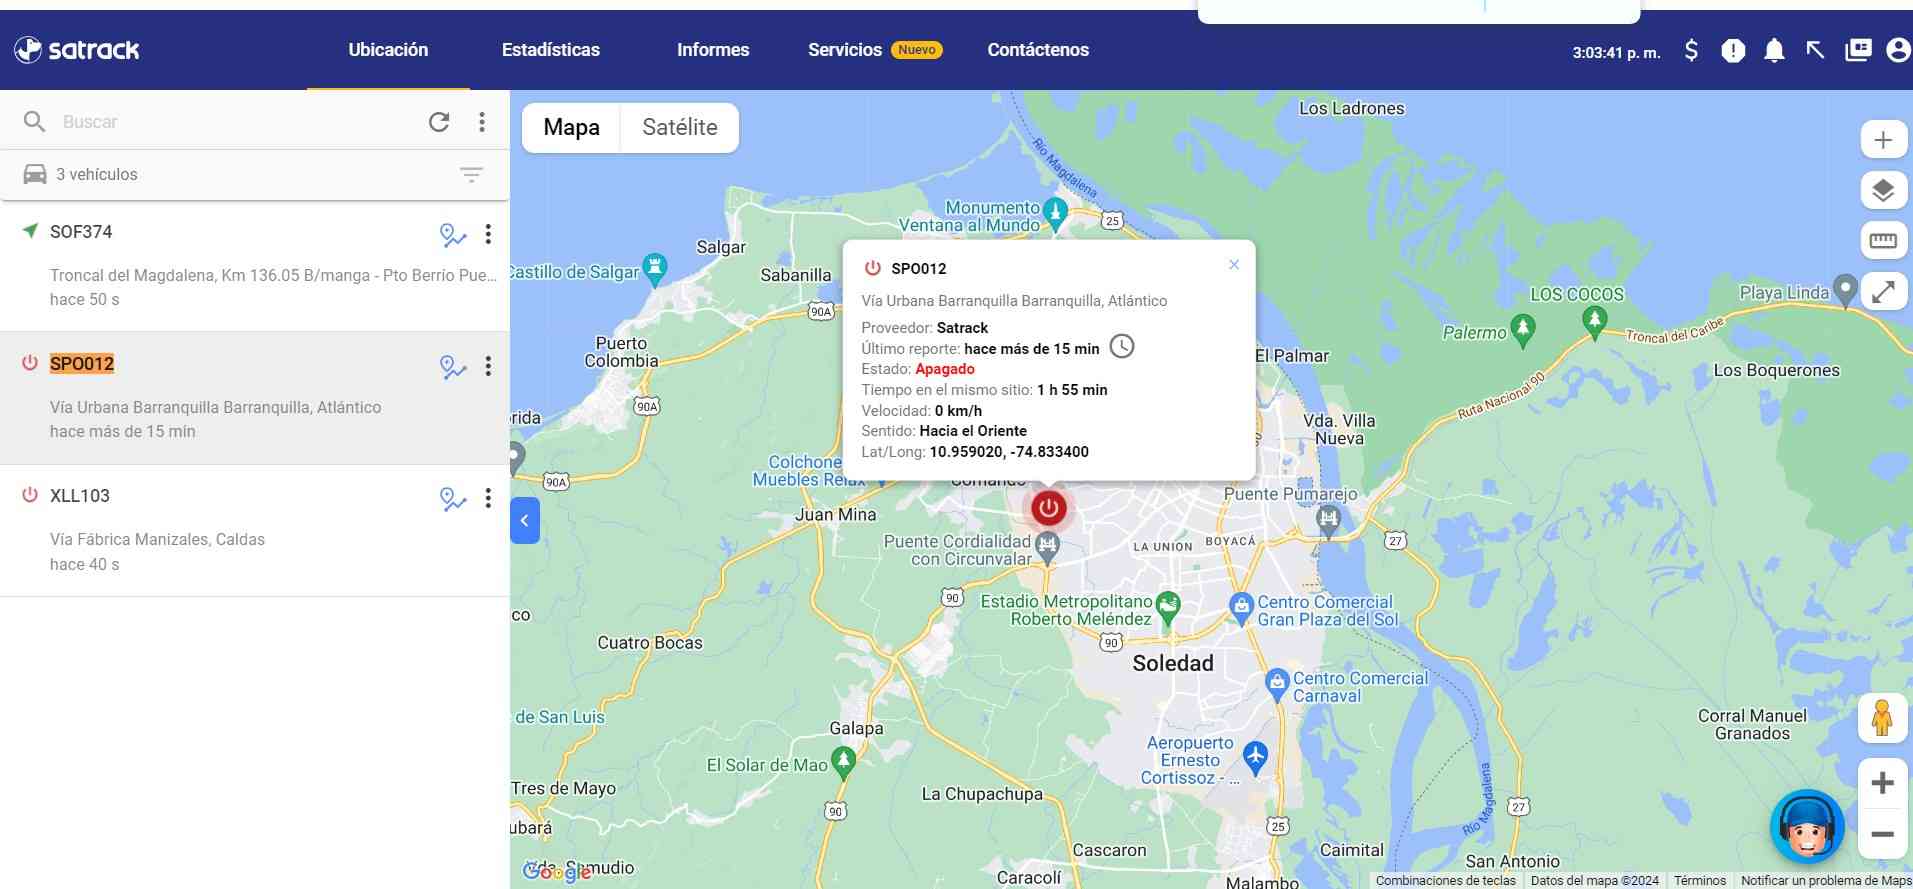 satrack
Ubicación
Estadísticas
Informes
Servicios
Nuevo
Contáctenos
3:03:41 p. m.
Buscar
3 vehículos
SOF374
Troncal del Magdalena, Km 136.05 B/manga - Pto Berrío Pue...
hace 50 s
SPO012
Vía Urbana Barranquilla Barranquilla, Atlántico
hace más de 15 min
XLL103
Vía Fábrica Manizales, Caldas
hace 40 s
Mapa
Satélite
SPO012
Vía Urbana Barranquilla Barranquilla, Atlántico
Proveedor: Satrack
Último reporte: hace más de 15 min
Estado: Apagado
Tiempo en el mismo sitio: 1 h 55 min
Velocidad: 0 km/h
Sentido: Hacia el Oriente
Lat/Long: 10.959020, -74.833400
Los Ladrones
Río Magdalena
Monumento
Ventana al Mundo
25
Salgar
Castillo de Salgar
Sabanilla
90A
Puerto
Colombia
90A
LOS COCOS
Playa Linda
Palermo
Troncal del Caribe
El Palmar
Los Boquerones
Ruta Nacional 90
Vda. Villa
Nueva
rida
90A
Colchone
Muebles Relax
Juan Mina
Puente Pumarejo
Puente Cordialidad
con Circunvalar
LA UNION
BOYACÁ
27
90
Estadio Metropolitano
Roberto Meléndez
Centro Comercial
Gran Plaza del Sol
co
Cuatro Bocas
90
Soledad
Centro Comercial
Carnaval
de San Luis
Galapa
Corral Manuel
Granados
El Solar de Mao
Aeropuerto
Ernesto
Cortissoz - ...
Tres de Mayo
La Chupachupa
90
27
Río Magdalena
ubará
25
Cascaron
Caimital
San Antonio
Caracolí
Malambo
Google
Combinaciones de teclas
Datos del mapa ©2024
Términos
Notificar un problema de Maps